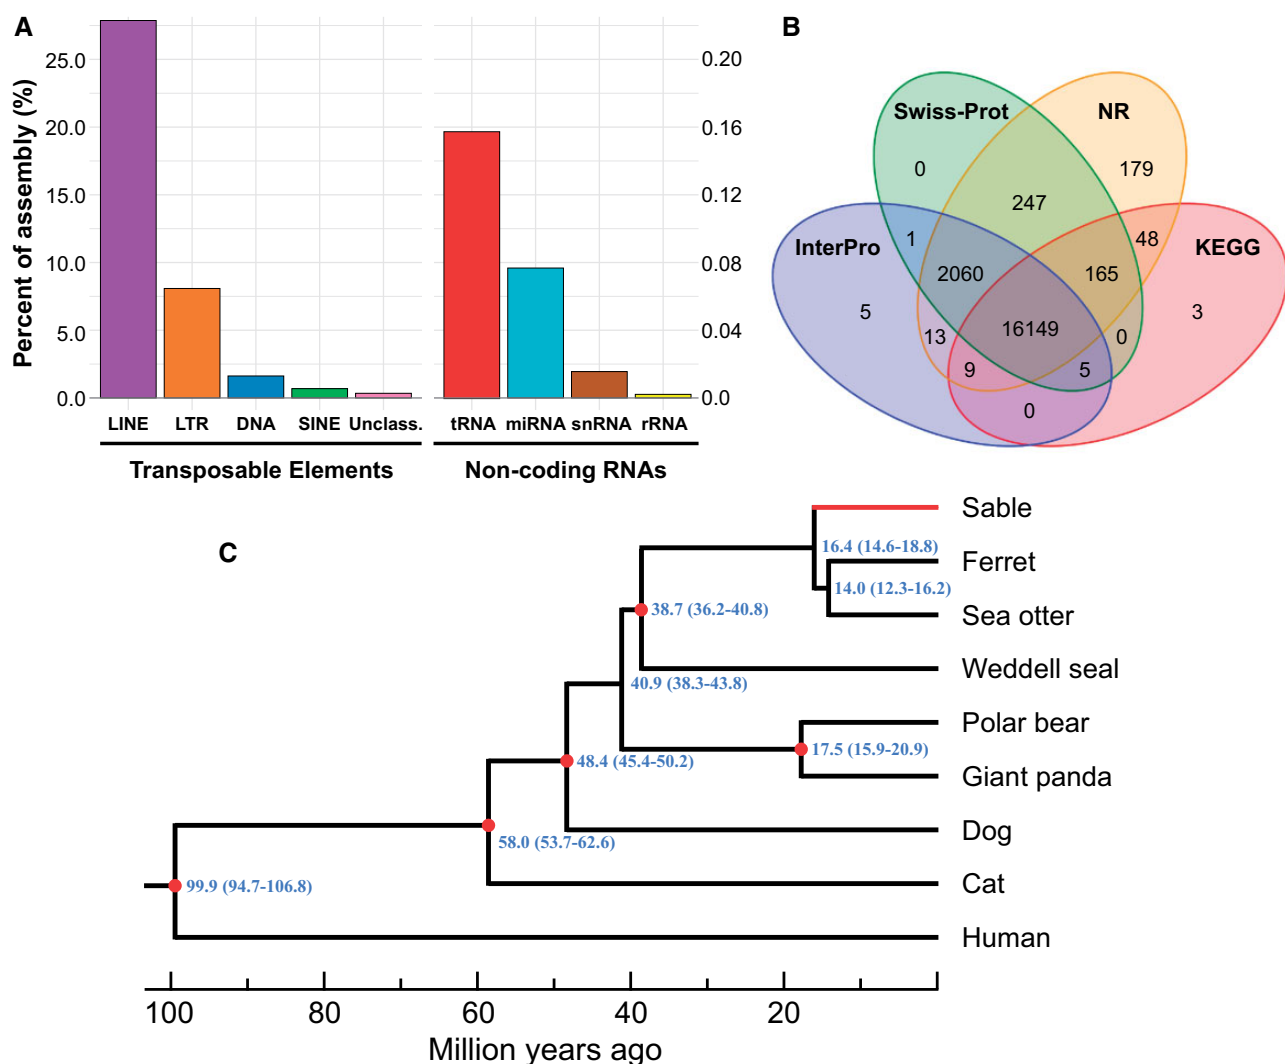 A
Percent of assembly (%)
25.0
20.0
15.0
10.0
5.0
0.0
0.20
0.16
0.12
0.08
0.04
0.0
LINE LTR DNA SINE Unclass.
tRNA miRNA snRNA rRNA
Transposable Elements
Non-coding RNAs
B
Swiss-Prot NR
0 179
247
InterPro 1 48 KEGG
2060 165
5 16149 3
13 0
9 5
0
C
Sable
16.4 (14.6-18.8)
Ferret
14.0 (12.3-16.2)
Sea otter
38.7 (36.2-40.8)
Weddell seal
40.9 (38.3-43.8)
Polar bear
17.5 (15.9-20.9)
Giant panda
48.4 (45.4-50.2)
Dog
58.0 (53.7-62.6)
Cat
99.9 (94.7-106.8)
Human
100 80 60 40 20
Million years ago